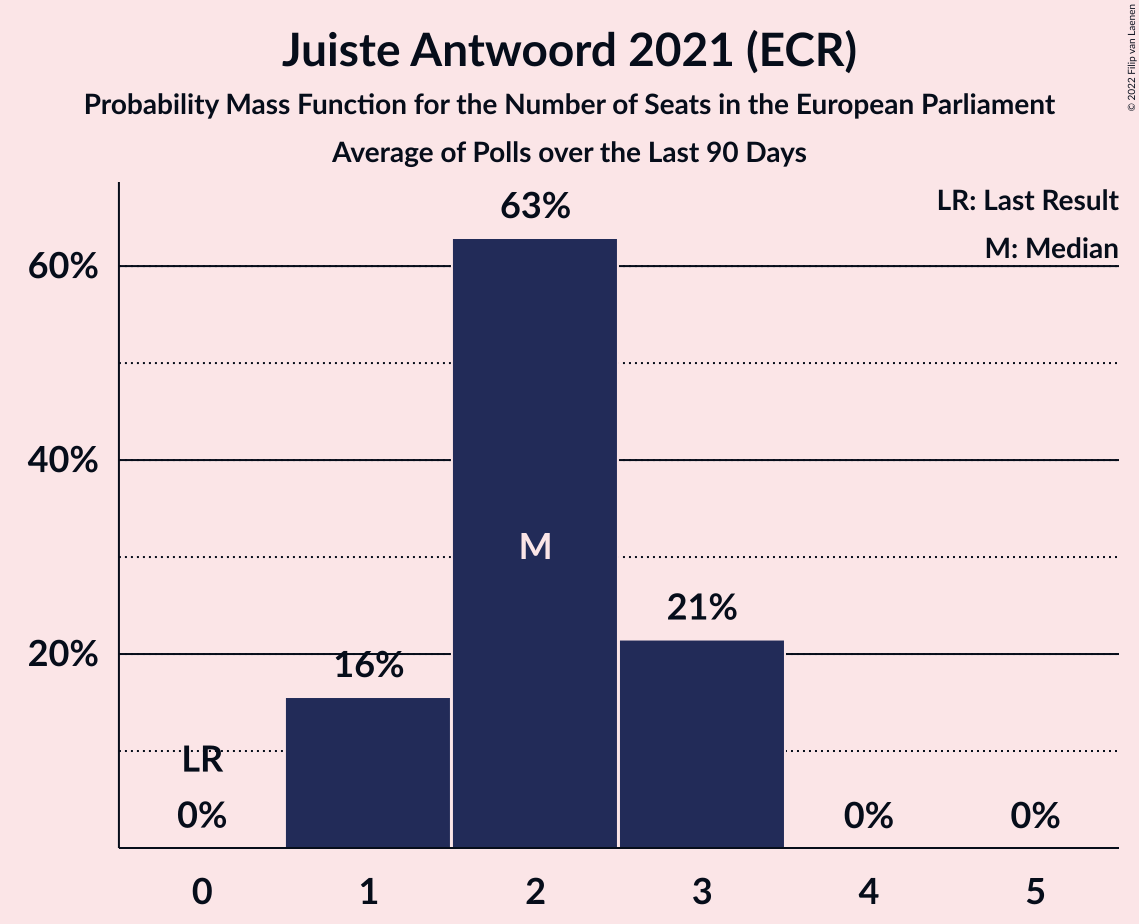 Juiste Antwoord 2021 (ECR)
Probability Mass Function for the Number of Seats in the European Parliament
Average of Polls over the Last 90 Days
© 2022 Filip van Laenen
LR: Last Result
M: Median
63%
60%
40%
M
21%
20%
16%
LR
0%
0%
0%
0
1
2
3
4
5